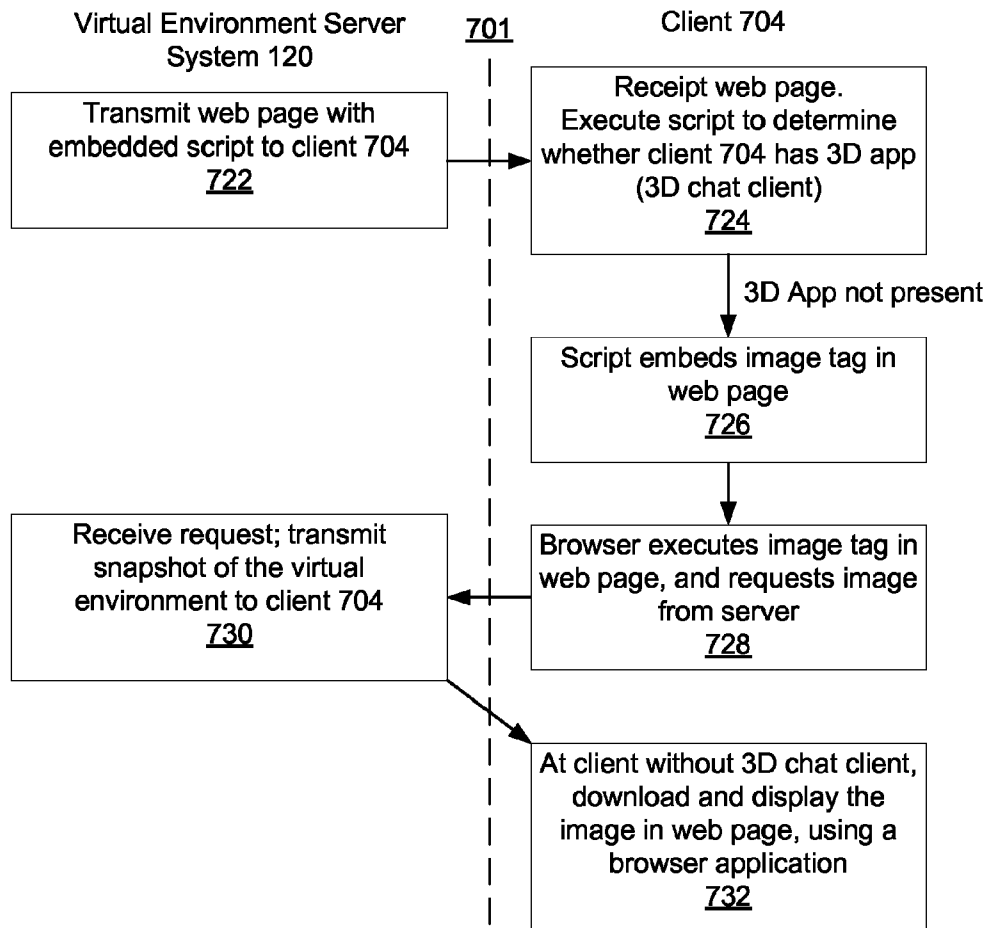 Virtual Environment Server
System 120
701
Client 704
Transmit web page with
embedded script to client 704
722
Receipt web page.
Execute script to determine
whether client 704 has 3D app
(3D chat client)
724
3D App not present
Script embeds image tag in
web page
726
Browser executes image tag in
web page, and requests image
from server
728
Receive request; transmit
snapshot of the virtual
environment to client 704
730
At client without 3D chat client,
download and display the
image in web page, using a
browser application
732